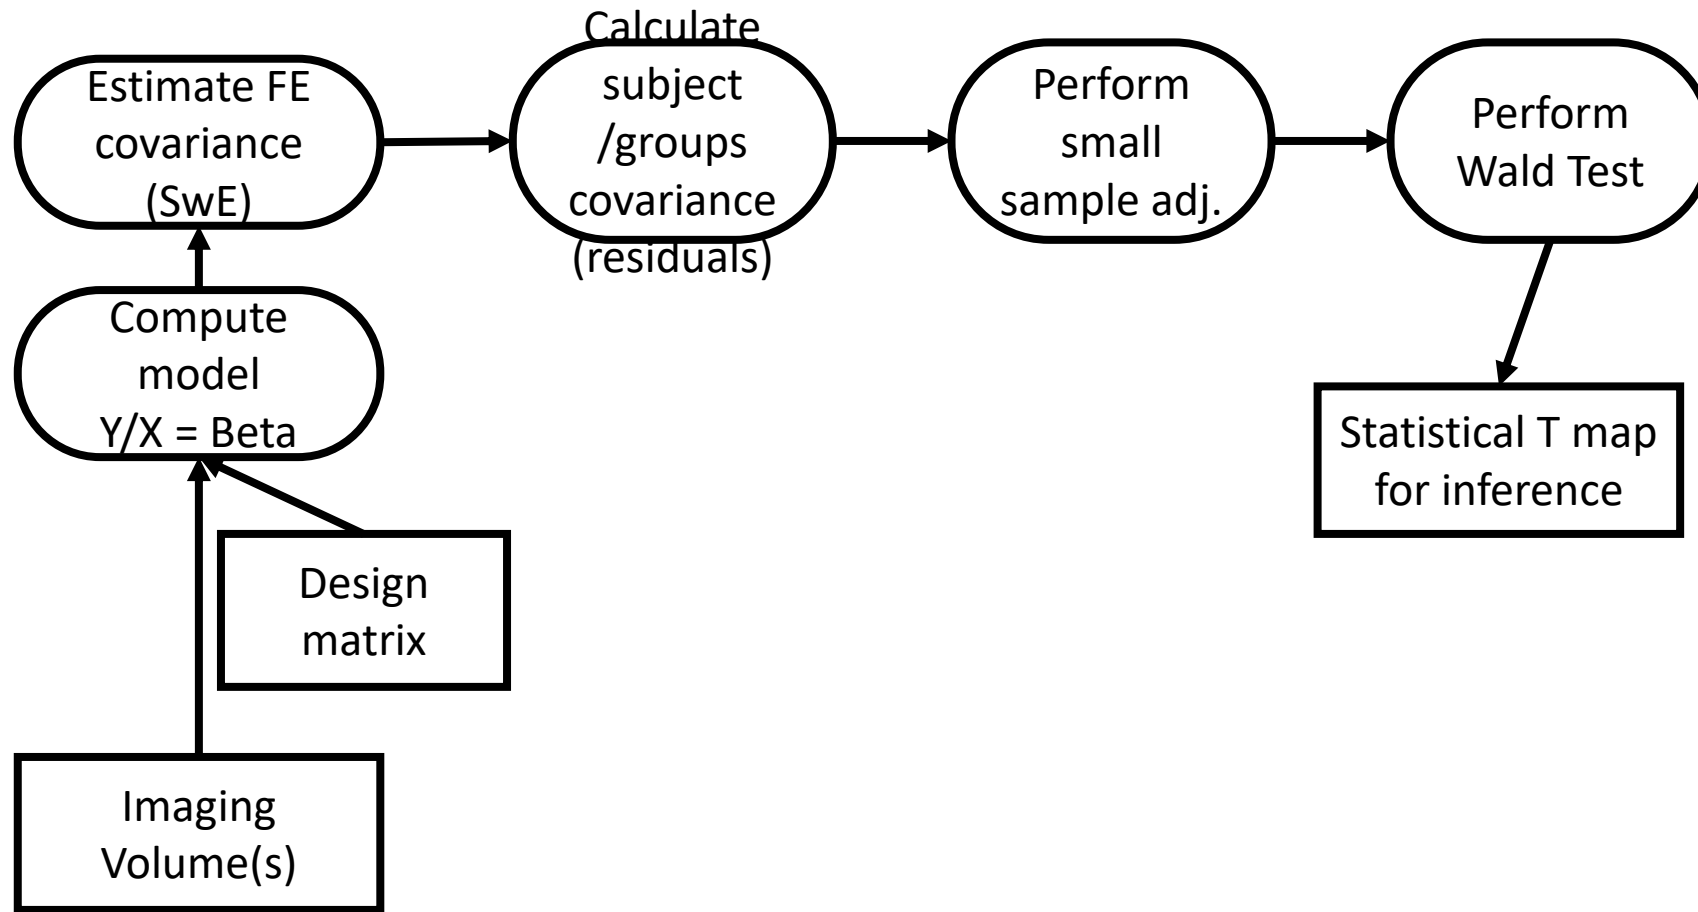 Estimate FE
covariance
(SwE)
Calculate
subject
/groups
covariance
(residuals)
Perform
small
sample adj.
Perform
Wald Test
Compute
model
Y/X = Beta
Statistical T map
for inference
Design
matrix
Imaging
Volume(s)